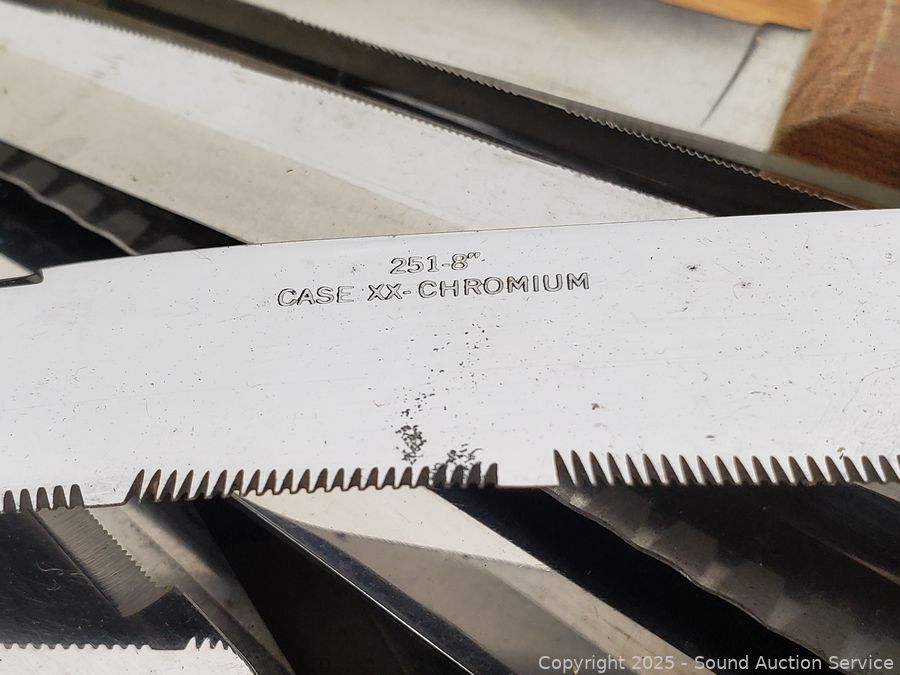 251-8"
CASE XX-CHROMIUM
Copyright © 2025 - Sound Auction Service